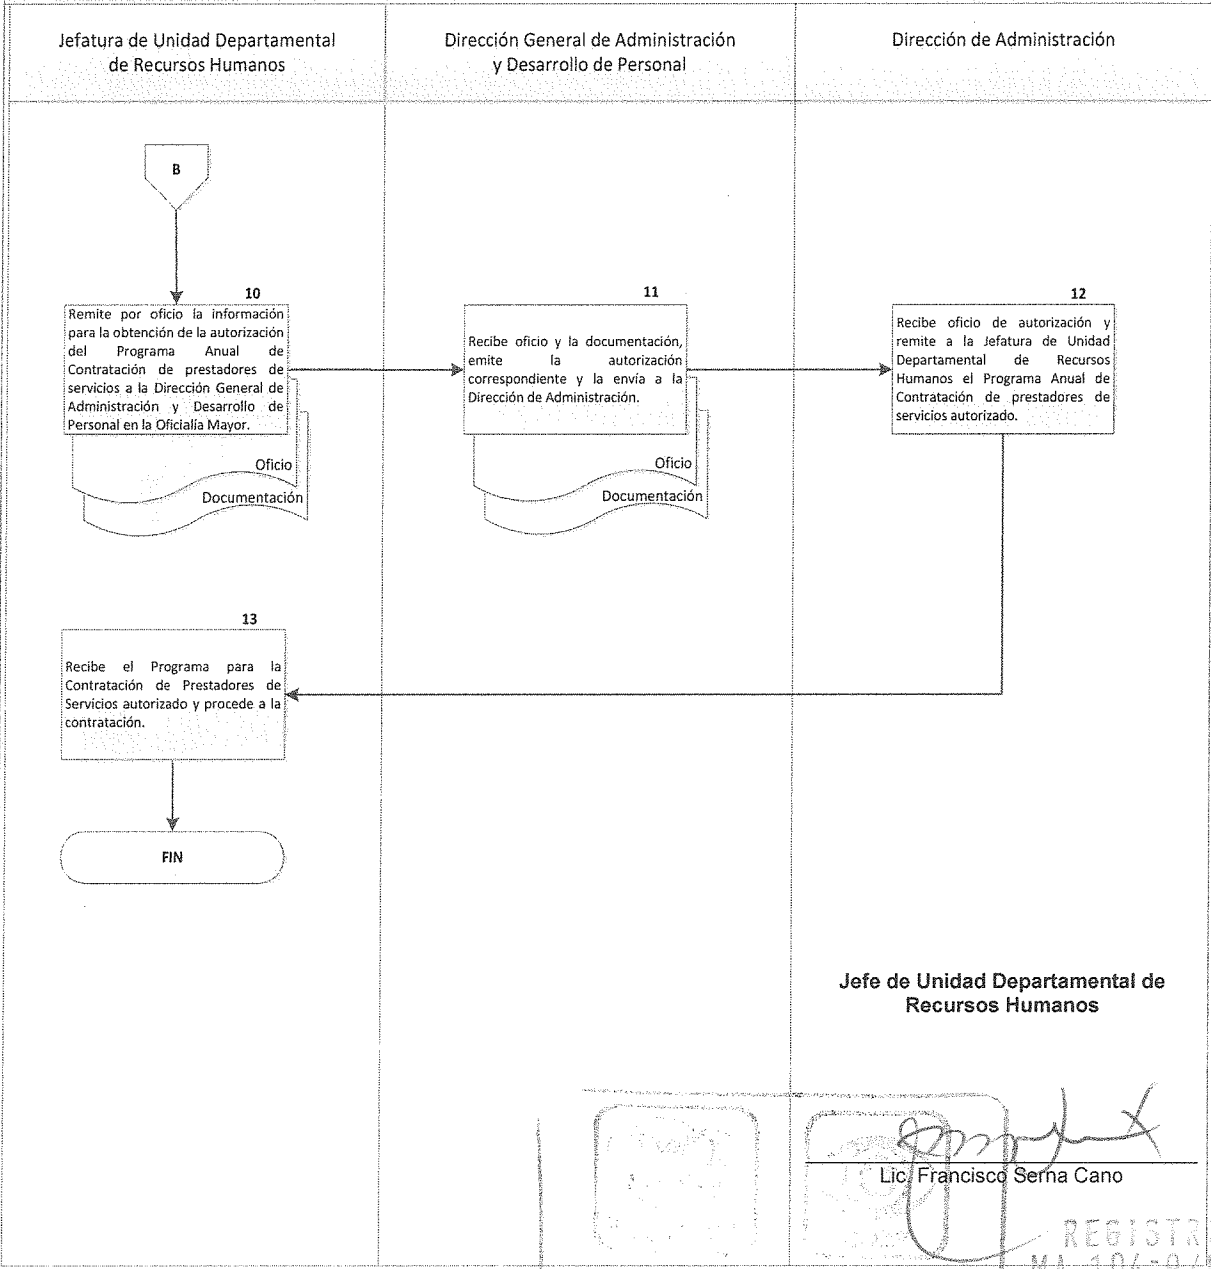 Jefatura de Unidad Departamental
de Recursos Humanos
Dirección General de Administración
y Desarrollo de Personal
Dirección de Administración
B
10
Remite por oficio la información
para la obtención de la autorización
del Programa Anual de
Contratación de prestadores de
servicios a la Dirección General de
Administración y Desarrollo de
Personal en la Oficialía Mayor.
Oficio
Documentación
11
Recibe oficio y la documentación,
emite la autorización
correspondiente y la envía a la
Dirección de Administración.
Oficio
Documentación
12
Recibe oficio de autorización y
remite a la Jefatura de Unidad
Departamental de Recursos
Humanos el Programa Anual de
Contratación de prestadores de
servicios autorizado.
13
Recibe el Programa para la
Contratación de Prestadores de
Servicios autorizado y procede a la
contratación.
FIN
Jefe de Unidad Departamental de
Recursos Humanos
Lic. Francisco Serna Cano
REGISTR